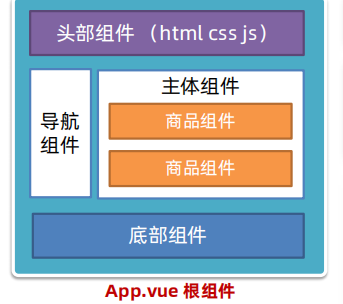 头部组件 （html css js）
导航
组件
主体组件
商品组件
商品组件
底部组件
App.vue 根组件